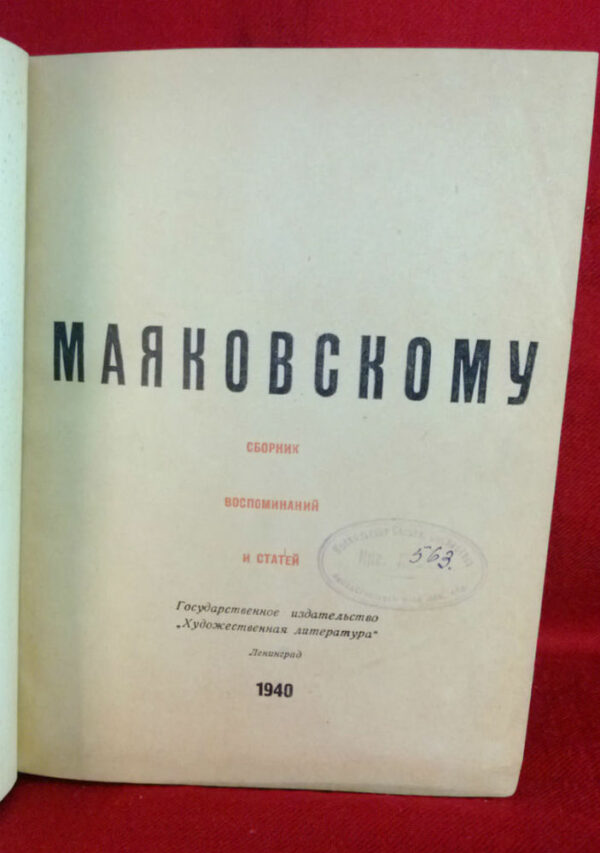 МАЯКОВСКОМУ
СБОРНИК
ВОСПОМИНАНИЙ
И СТАТЕЙ
563.
Государственное издательство
„Художественная литература“
Ленинград
1940